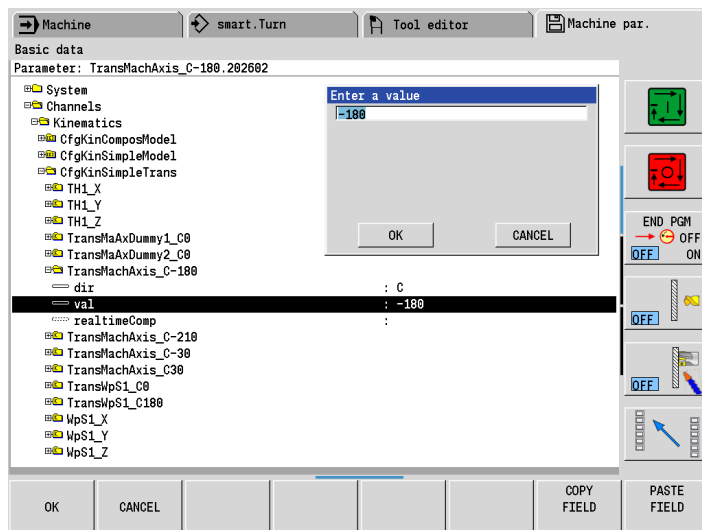 Machine
smart.Turn
Tool editor
Machine par.
Basic data
Parameter: TransMachAxis_C-180.202602
System
Channels
Kinematics
CfgKinComposModel
CfgKinSimpleModel
CfgKinSimpleTrans
TH1_X
TH1_Y
TH1_Z
TransMaAxDummy1_C0
TransMaAxDummy2_C0
TransMachAxis_C-180
dir : C
val : -180
realtimeComp :
TransMachAxis_C-210
TransMachAxis_C-30
TransMachAxis_C30
TransWpS1_C0
TransWpS1_C180
WpS1_X
WpS1_Y
WpS1_Z
Enter a value
-180
OK CANCEL
END PGM
OFF
OFF ON
OFF
OFF
OK
CANCEL
COPY
FIELD
PASTE
FIELD